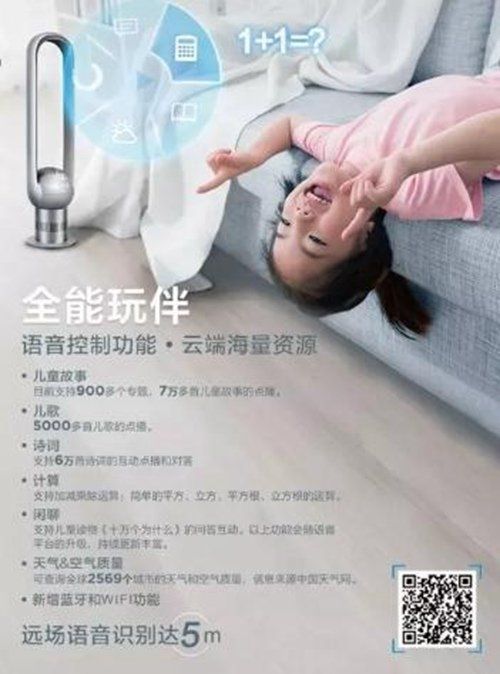 1+1=?
全能玩伴
语音控制功能·云端海量资源
• 儿童故事
目前支持900多个专题，7万多首儿童故事的点播。
• 儿歌
5000多首儿歌的点播。
• 诗词
支持6万首诗词的互动点播和对答
• 计算
支持加减乘除运算；简单的平方、立方、平方根、立方根的运算。
• 闲聊
支持儿童读物《十万个为什么》的问答互动。以上功能会随语音
平台的升级，持续更新丰富。
• 天气&空气质量
可查询全球2569个城市的天气和空气质量，信息来源中国天气网。
• 新增蓝牙和WIFI功能
远场语音识别达5m